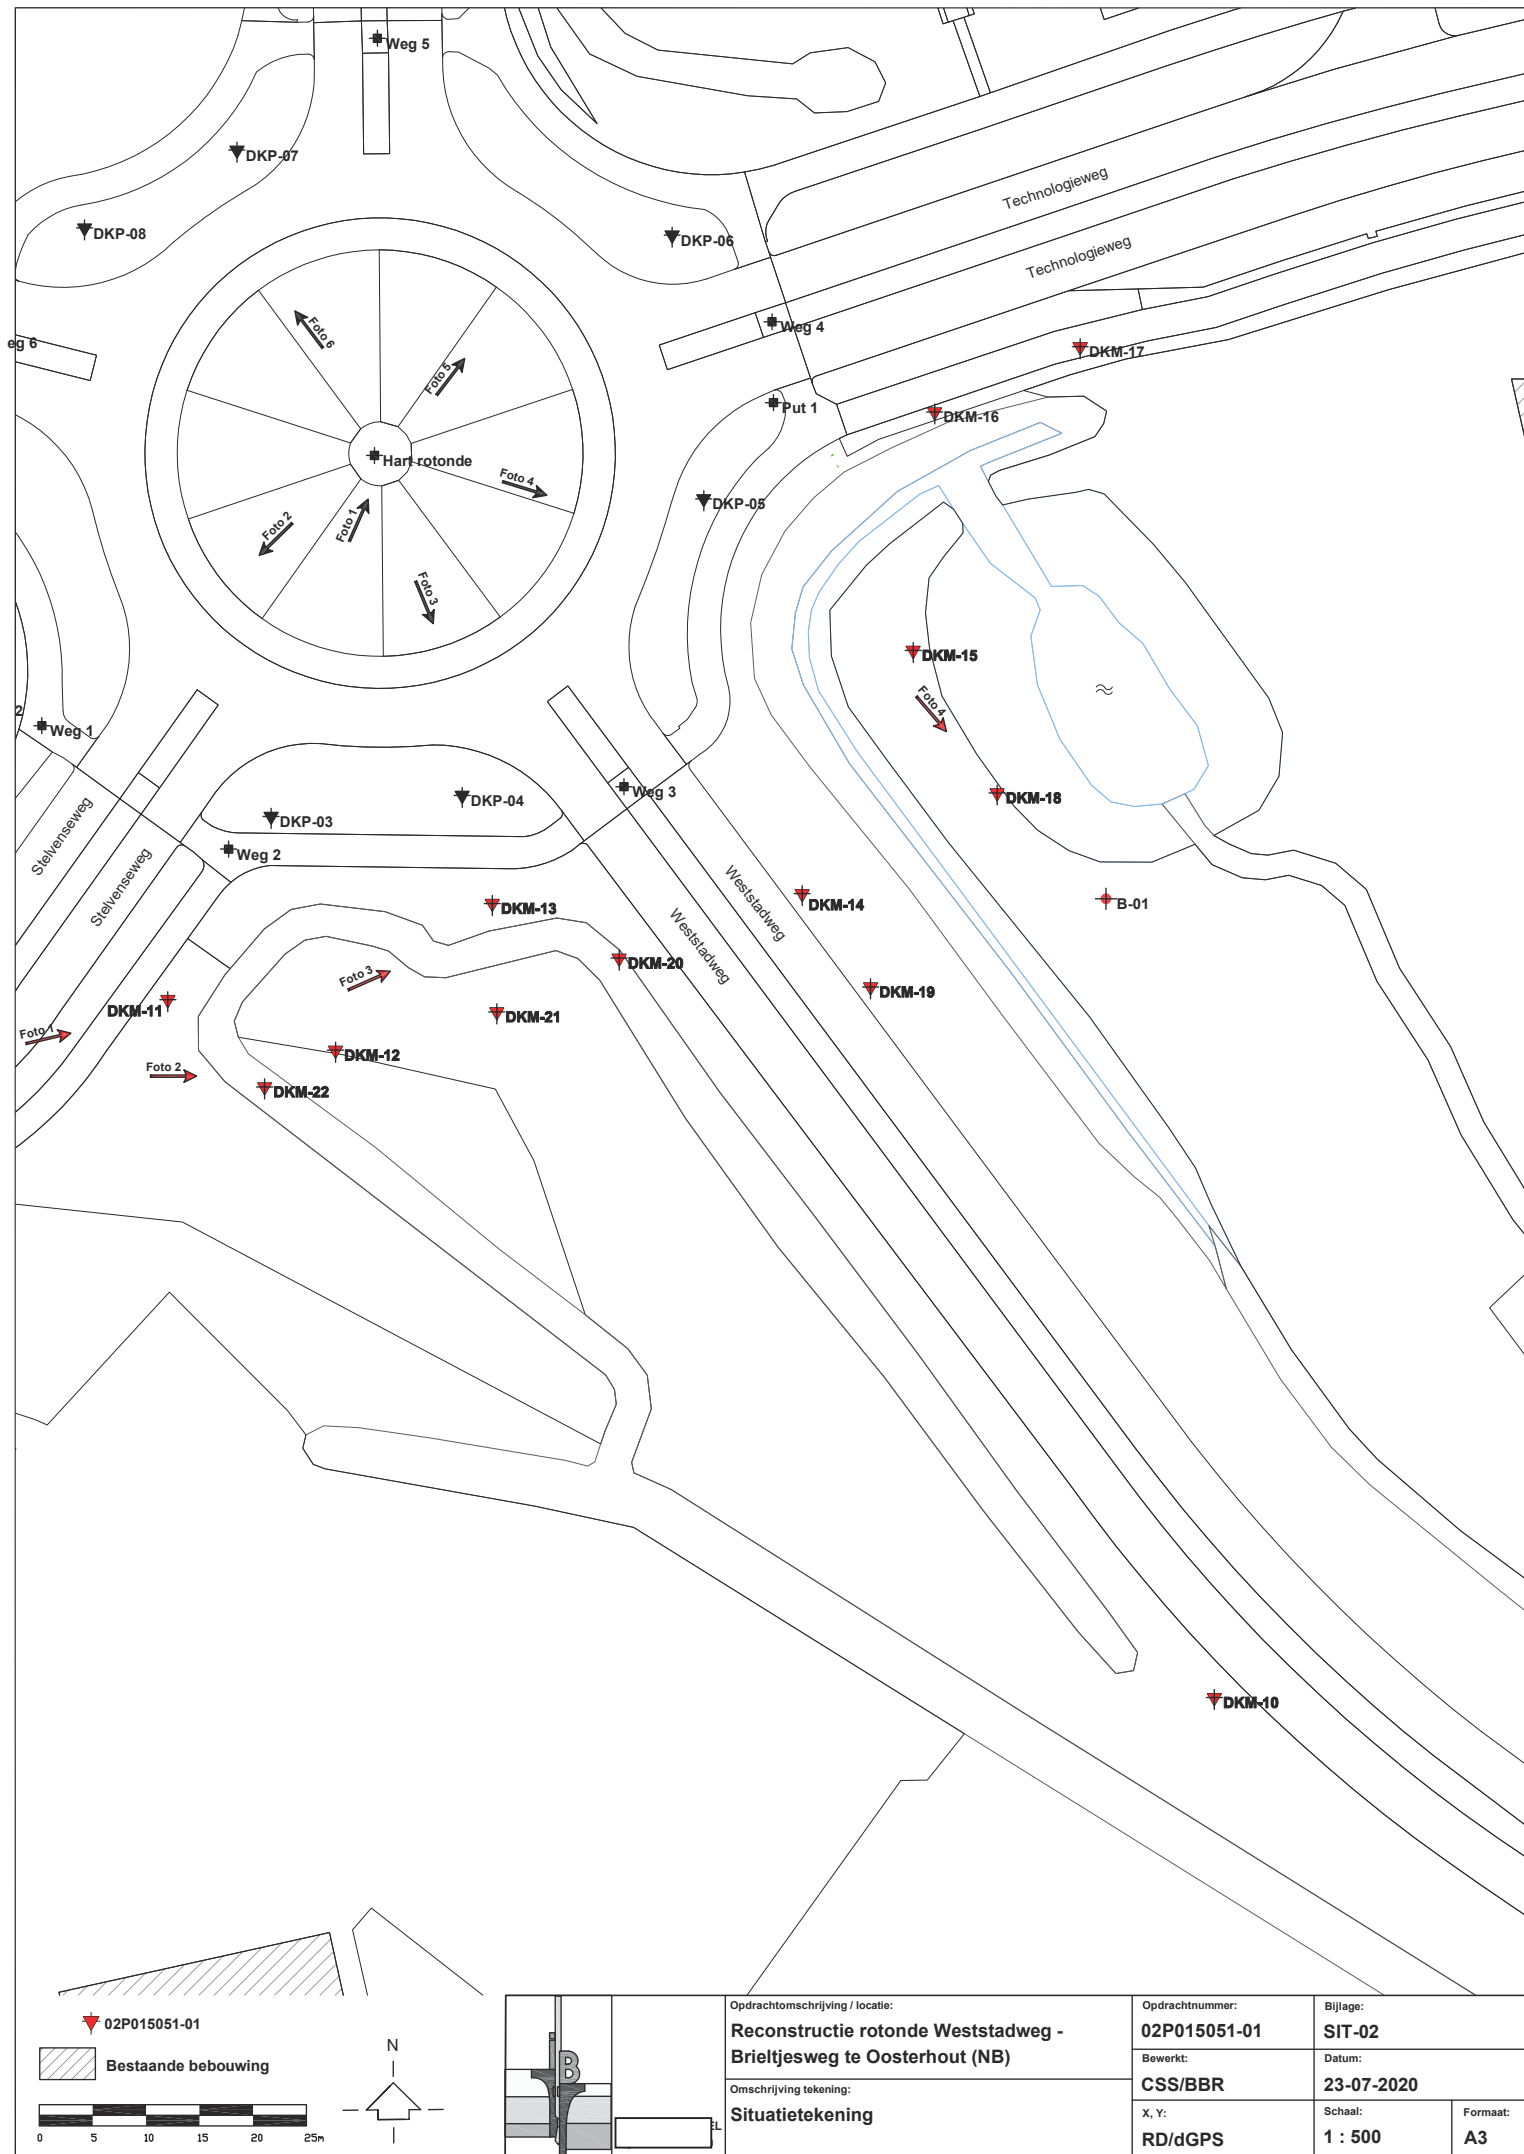 Weg 5
DKP-07
DKP-08
DKP-06
Technologieweg
Technologieweg
eg 6
Foto 6
Foto 5
Weg 4
DKM-17
Put 1
DKM-16
Hart rotonde
Foto 4
DKP-05
Foto 2
Foto 1
Foto 3
DKM-15
Foto 4
2
Weg 1
DKP-04
Weg 3
DKM-18
DKP-03
Weg 2
Stelvenseweg
Stelvenseweg
Weststadweg
Weststadweg
DKM-14
B-01
DKM-13
DKM-20
Foto 3
DKM-19
DKM-11
DKM-21
Foto 1
DKM-12
Foto 2
DKM-22
DKM-10
02P015051-01
Bestaande bebouwing
0 5 10 15 20 25m
N
B
EL
Opdrachtomschrijving / locatie:
Reconstructie rotonde Weststadweg -
Brieltjesweg te Oosterhout (NB)
Omschrijving tekening:
Situatietekening
Opdrachtnummer:
02P015051-01
Bijlage:
SIT-02
Bewerkt:
CSS/BBR
Datum:
23-07-2020
X, Y:
RD/dGPS
Schaal:
1 : 500
Formaat:
A3